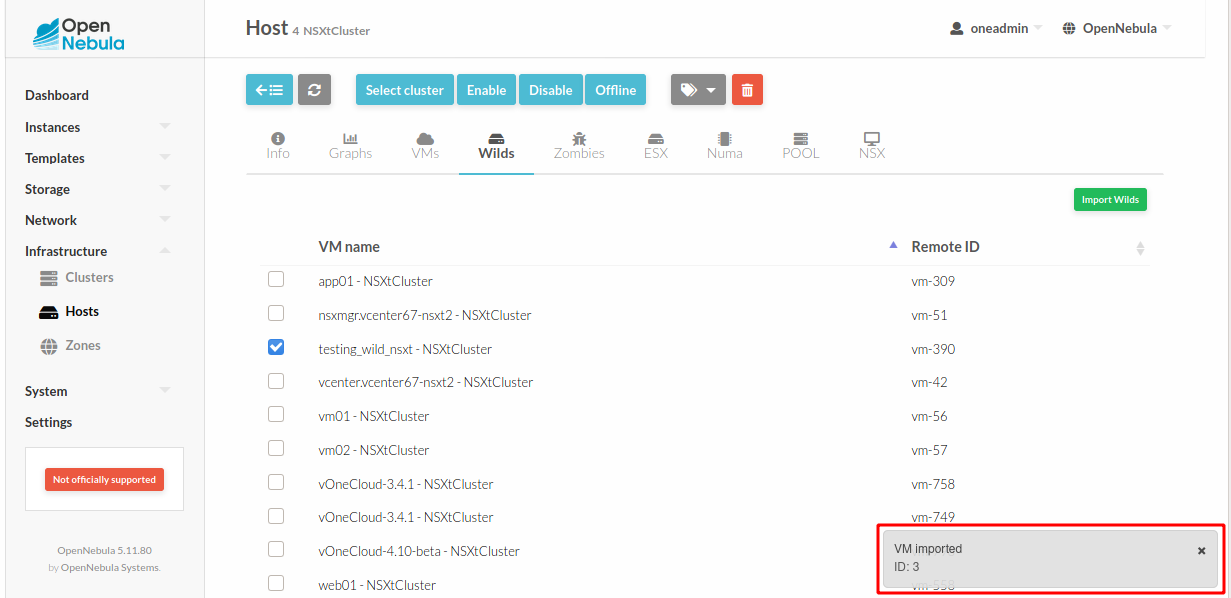 Open
Nebula
Host 4 NSXtCluster
oneadmin
OpenNebula
Dashboard
Instances
Templates
Storage
Network
Infrastructure
Clusters
Hosts
Zones
System
Settings
Not officially supported
OpenNebula 5.11.80
by OpenNebula Systems.
Select cluster
Enable
Disable
Offline
Info
Graphs
VMs
Wilds
Zombies
ESX
Numa
POOL
NSX
Import Wilds
VM name Remote ID
app01 - NSXtCluster vm-309
nsxmgr.vcenter67-nsxt2 - NSXtCluster vm-51
testing_wild_nsxt - NSXtCluster vm-390
vcenter.vcenter67-nsxt2 - NSXtCluster vm-42
vm01 - NSXtCluster vm-56
vm02 - NSXtCluster vm-57
vOneCloud-3.4.1 - NSXtCluster vm-758
vOneCloud-3.4.1 - NSXtCluster vm-749
vOneCloud-4.10-beta - NSXtCluster
web01 - NSXtCluster vm-558
VM imported
ID: 3